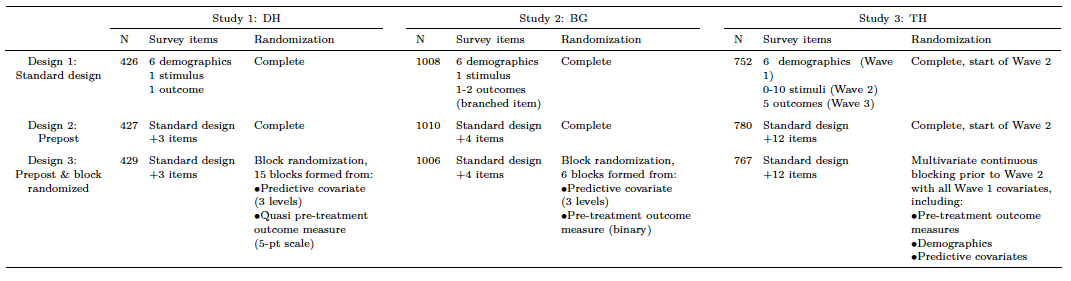 Study 1: DH Study 2: BG Study 3: TH
N Survey items Randomization N Survey items Randomization N Survey items Randomization
Design 1: 426 6 demographics Complete 1008 6 demographics Complete 752 6 demographics (Wave Complete, start of Wave 2
Standard design 1 stimulus 1 stimulus 1)
1 outcome 1-2 outcomes 0-10 stimuli (Wave 2)
(branched item) 5 outcomes (Wave 3)
Design 2: 427 Standard design Complete 1010 Standard design Complete 780 Standard design Complete, start of Wave 2
Prepost +3 items +4 items +12 items
Design 3: 429 Standard design Block randomization, 1006 Standard design Block randomization, 767 Standard design Multivariate continuous
Prepost & block +3 items 15 blocks formed from: +4 items 6 blocks formed from: +12 items blocking prior to Wave 2
randomized •Predictive covariate •Predictive covariate with all Wave 1 covariates,
(3 levels) (3 levels) including:
•Quasi pre-treatment •Pre-treatment outcome •Pre-treatment outcome
outcome measure measure (binary) measures
(5-pt scale) •Demographics
•Predictive covariates